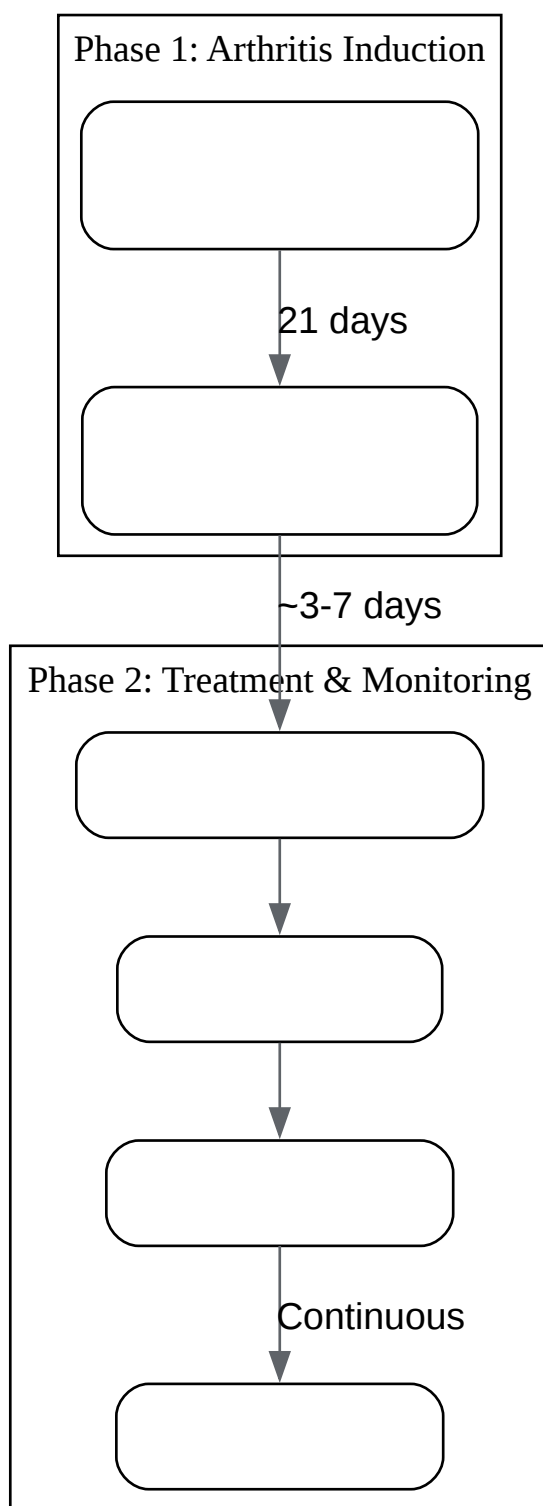 Phase 1: Arthritis Induction
21 days
~3-7 days
Phase 2: Treatment & Monitoring
Continuous